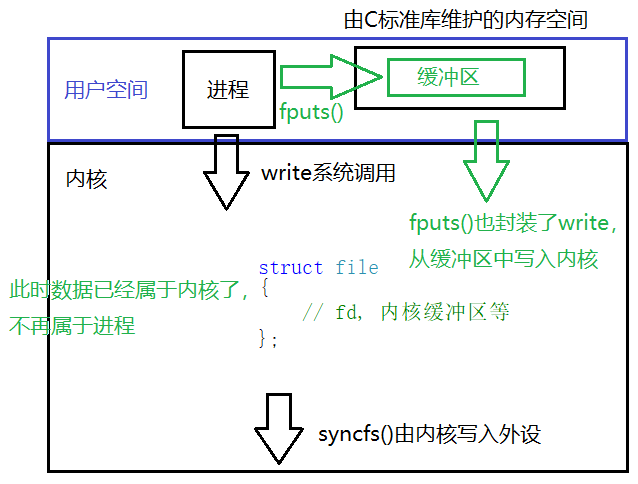 由C标准库维护的内存空间
用户空间
进程
缓冲区
fputs()
内核
write系统调用
fputs()也封装了write，
从缓冲区中写入内核
此时数据已经属于内核了，
不再属于进程
struct file
{
// fd, 内核缓冲区等
};
syncfs()由内核写入外设